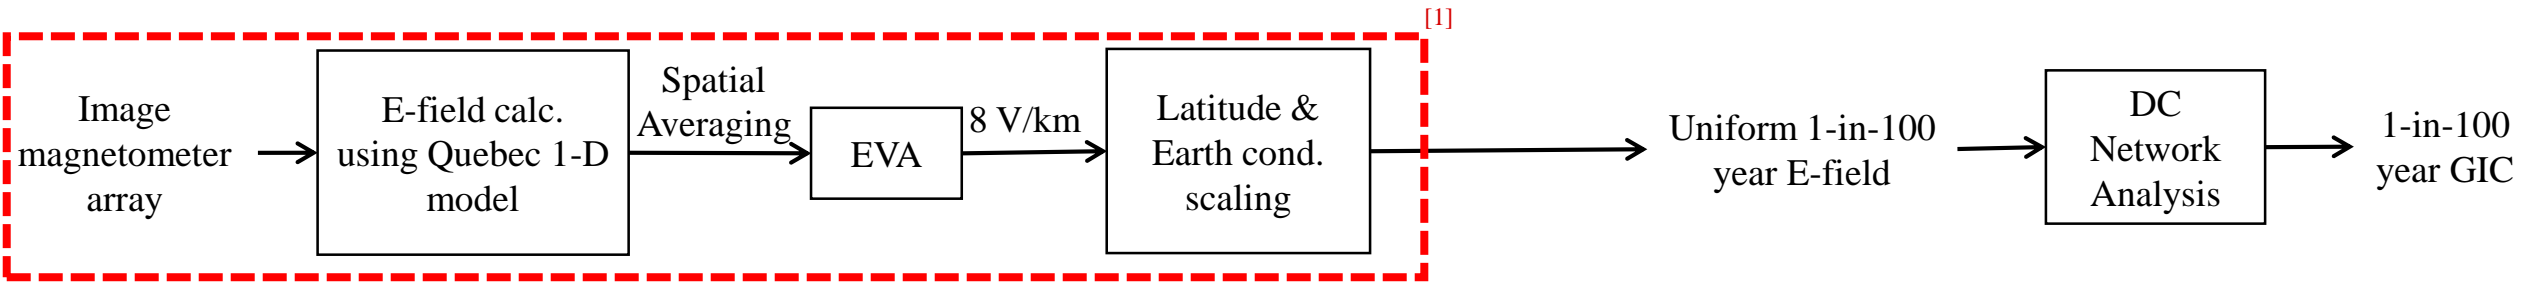 [1]
Image
magnetometer
array
E-field calc.
using Quebec 1-D
model
Spatial
Averaging
EVA
8 V/km
Latitude &
Earth cond.
scaling
Uniform 1-in-100
year E-field
DC
Network
Analysis
1-in-100
year GIC